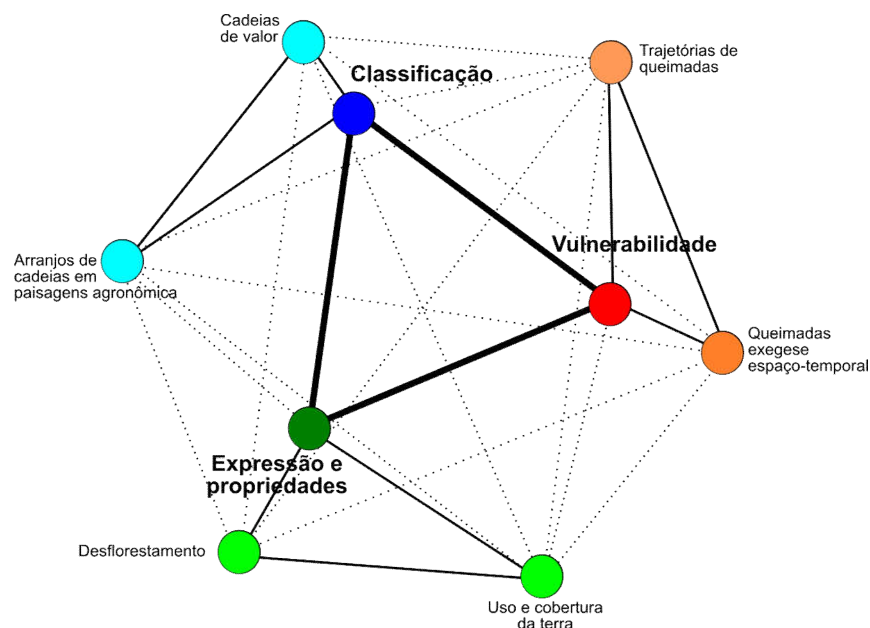 Cadeias
de valor
Trajetórias de
queimadas
Classificação
Vulnerabilidade
Arranjos de
cadeias em
paisagens agronômica
Queimadas
exegese
espaço-temporal
Expressão e
propriedades
Desflorestamento
Uso e cobertura
da terra